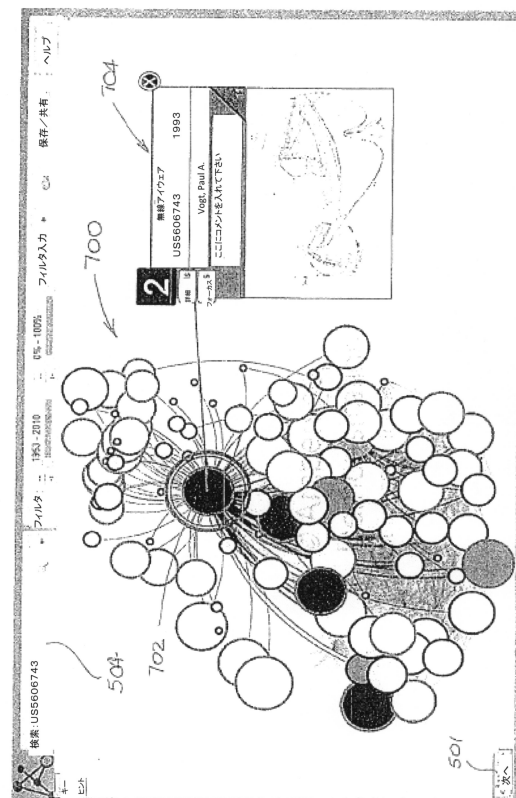 検索:US5606743
フィルタ
1953 - 2010
0% - 100%
フィルタ入力
保存/共有
ヘルプ
キー
ヒント
504
702
700
704
2
無線アイウェア
US5606743 1993
Vogt, Paul A.
ここにコメントを入れて下さい
詳細
フォーカス
501
次へ